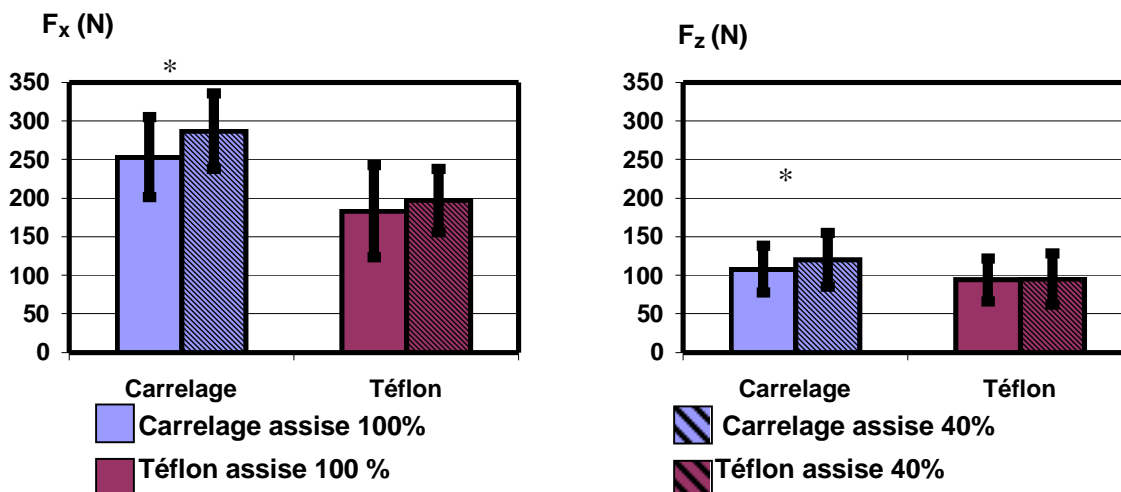 Fx (N)
*
350
300
250
200
150
100
50
0
Carrelage Téflon
Fz (N)
*
350
300
250
200
150
100
50
0
Carrelage Téflon
Carrelage assise 100%
Téflon assise 100 %
Carrelage assise 40%
Téflon assise 40%